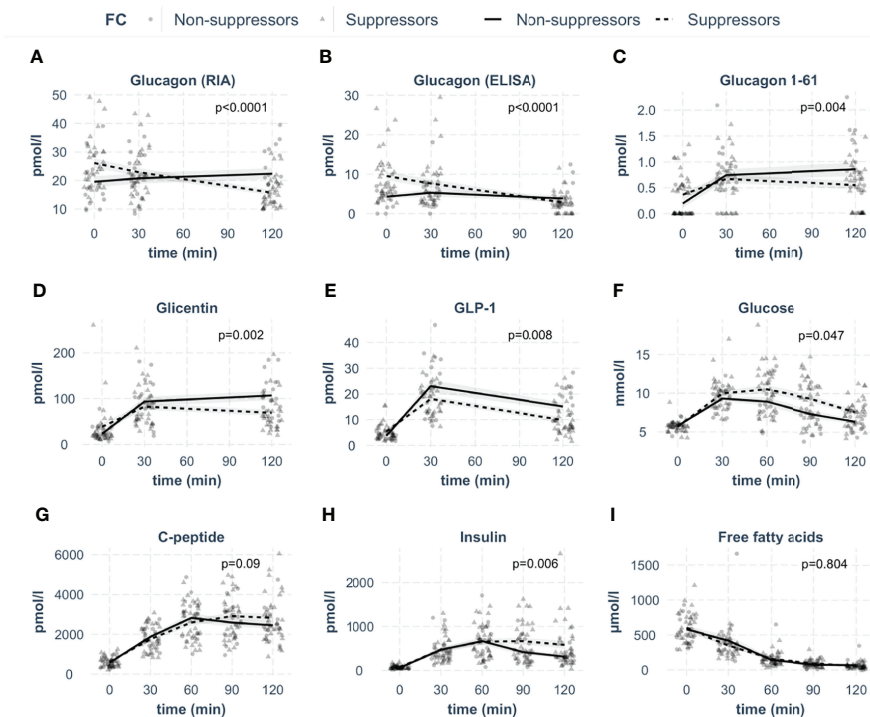 FC Non-suppressors Suppressors Non-suppressors Suppressors
A
Glucagon (RIA)
p<0.0001
pmol/l
50
40
30
20
10
0 30 60 90 120
time (min)
B
Glucagon (ELISA)
p<0.0001
pmol/l
30
20
10
0
0 30 60 90 120
time (min)
C
Glucagon 1-61
p=0.004
pmol/l
2.0
1.5
1.0
0.5
0.0
0 30 60 90 120
time (min)
D
Glicentin
p=0.002
pmol/l
200
100
0
0 30 60 90 120
time (min)
E
GLP-1
p=0.008
pmol/l
40
30
20
10
0
0 30 60 90 120
time (min)
F
Glucose
p=0.047
mmol/l
15
10
5
0 30 60 90 120
time (min)
G
C-peptide
p=0.09
pmol/l
6000
4000
2000
0
0 30 60 90 120
time (min)
H
Insulin
p=0.006
pmol/l
2000
1000
0
0 30 60 90 120
time (min)
I
Free fatty acids
p=0.804
µmol/l
1500
1000
500
0
0 30 60 90 120
time (min)